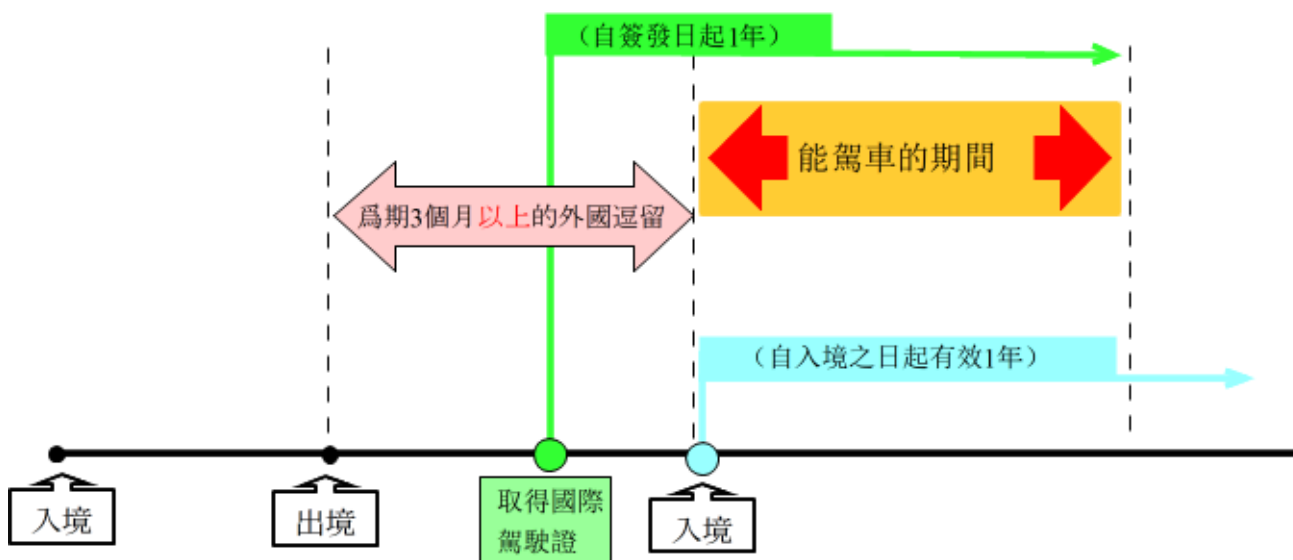 （自簽發日起1年）
能駕車的期間
爲期3個月以上的外國逗留
（自入境之日起有效1年）
入境
出境
取得國際
駕駛證
入境